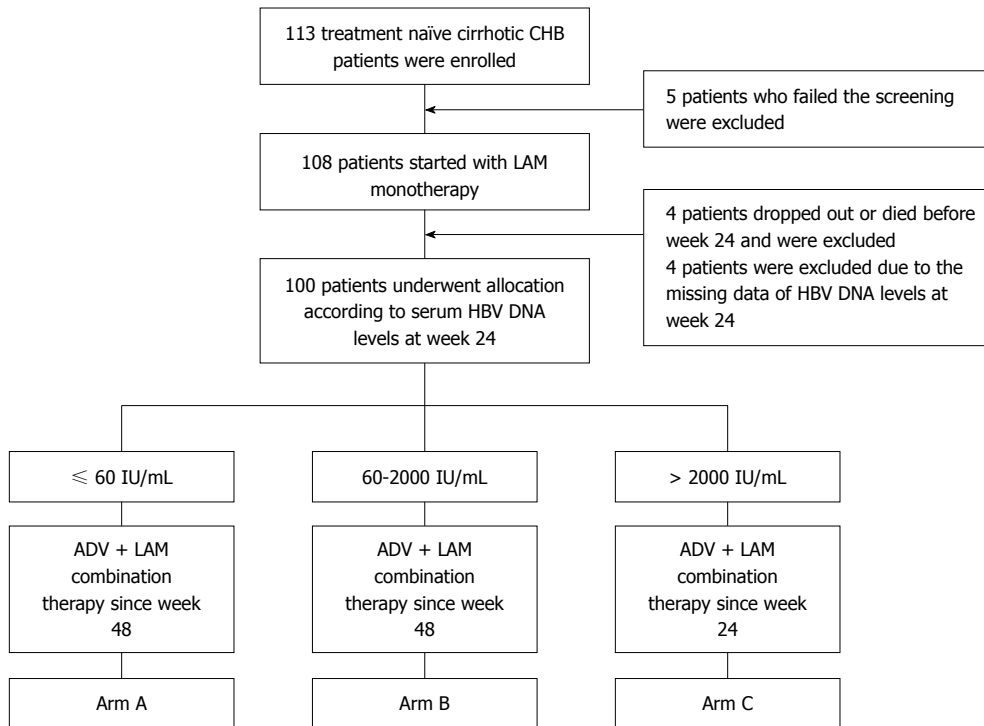 113 treatment naïve cirrhotic CHB
patients were enrolled
5 patients who failed the screening
were excluded
108 patients started with LAM
monotherapy
4 patients dropped out or died before
week 24 and were excluded
4 patients were excluded due to the
missing data of HBV DNA levels at
week 24
100 patients underwent allocation
according to serum HBV DNA
levels at week 24
≤ 60 IU/mL
60-2000 IU/mL
> 2000 IU/mL
ADV + LAM
combination
therapy since week
48
ADV + LAM
combination
therapy since week
48
ADV + LAM
combination
therapy since week
24
Arm A
Arm B
Arm C